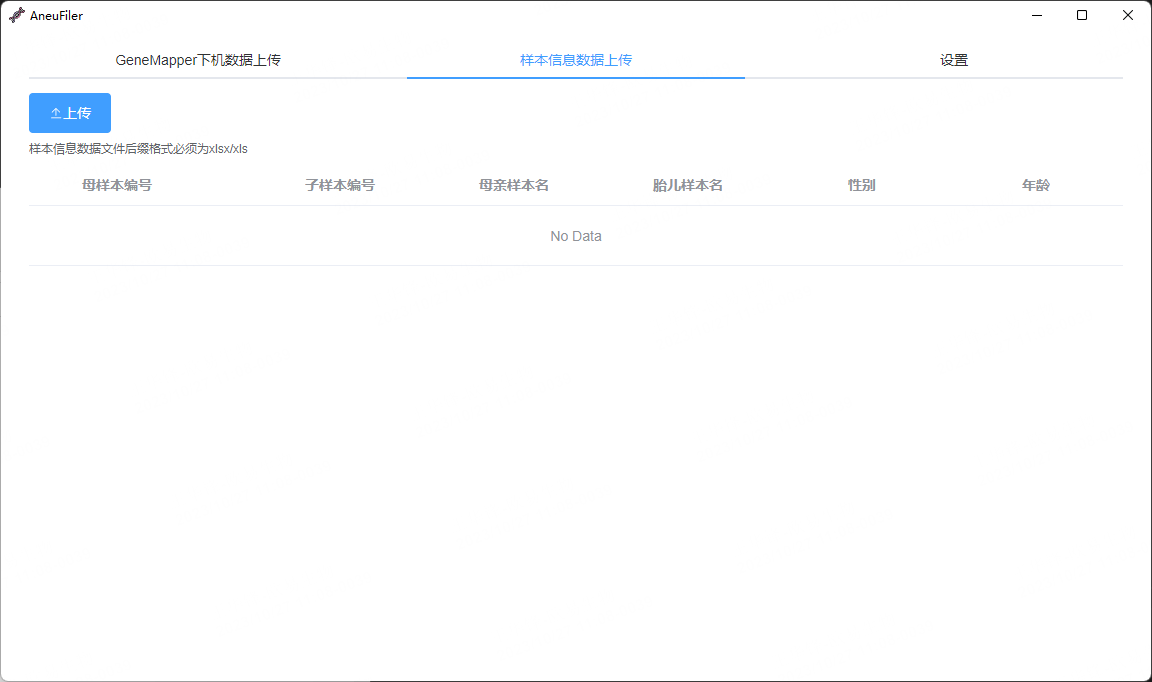 AneuFiler
GeneMapper下机数据上传 样本信息数据上传 设置
上传
样本信息数据文件后缀格式必须为xlsx/xls
母样本编号 子样本编号 母亲样本名 胎儿样本名 性别 年龄
No Data